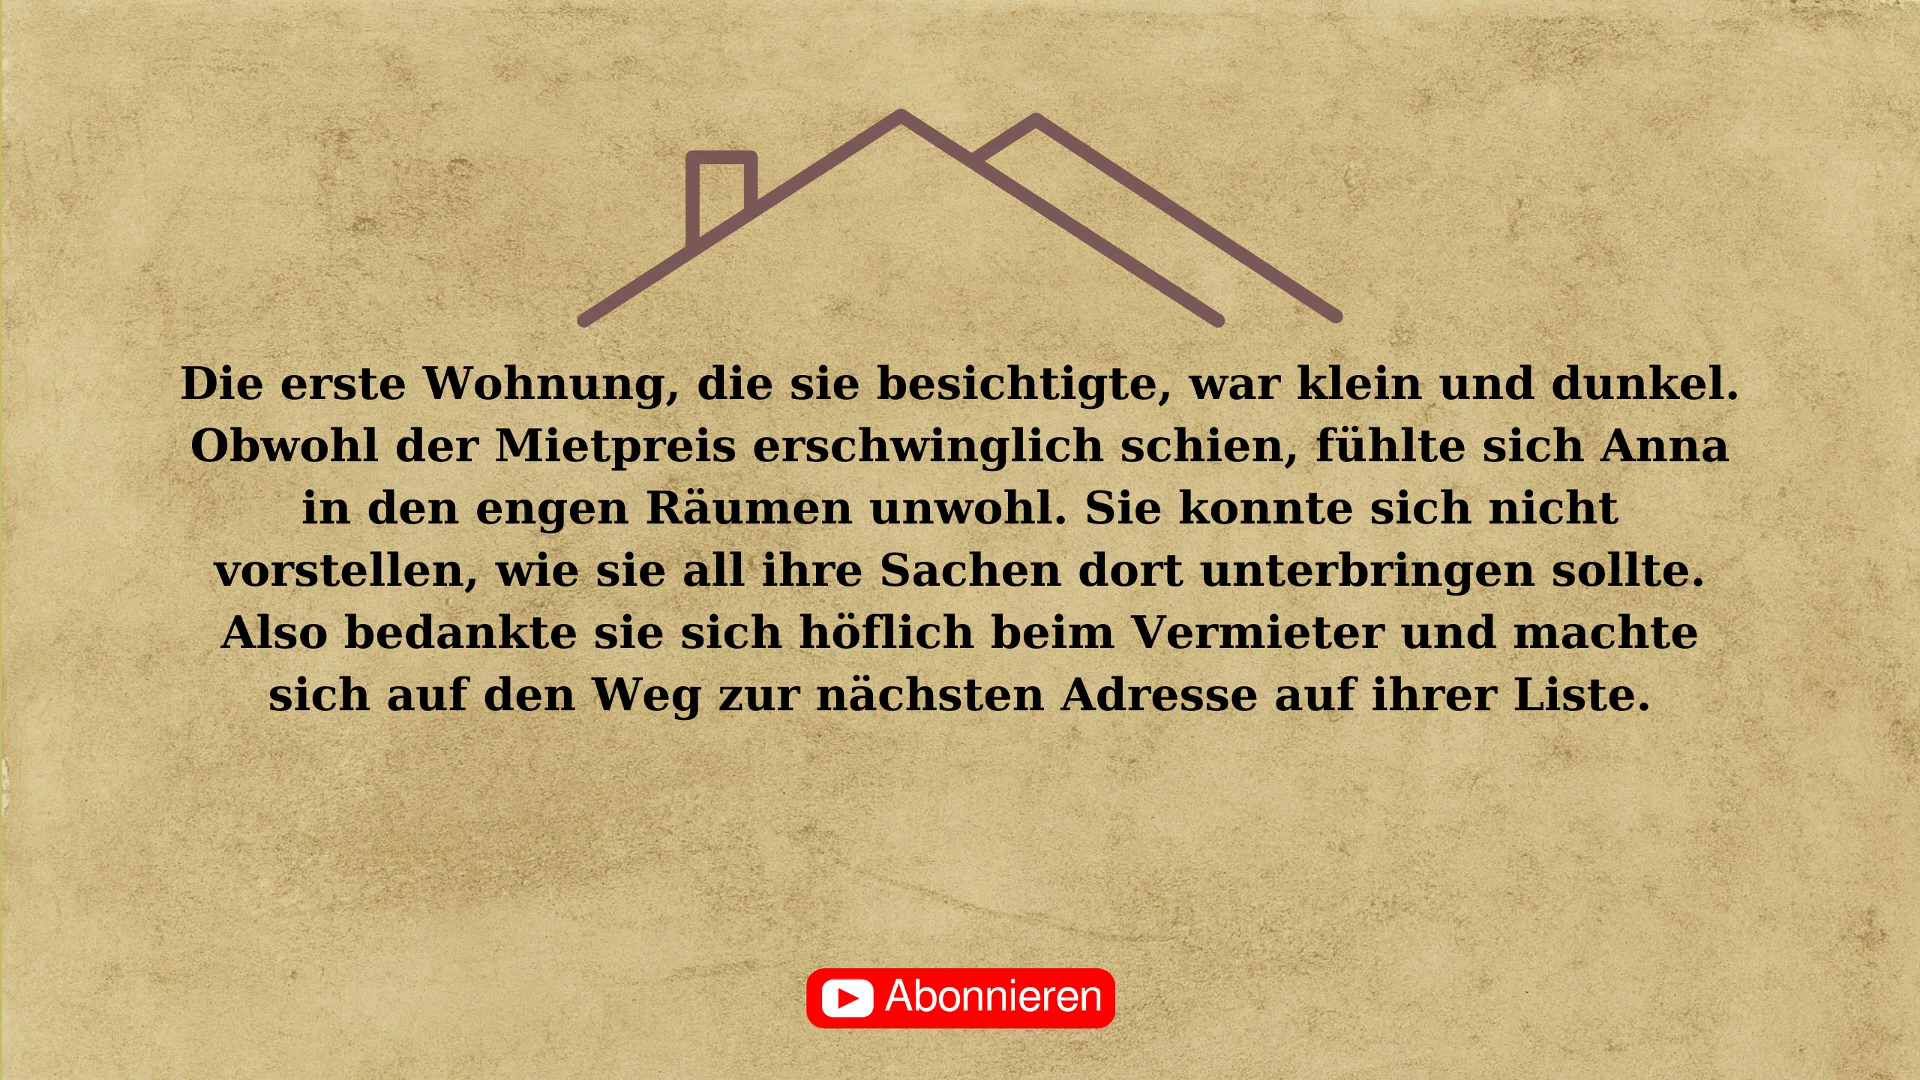 Die erste Wohnung, die sie besichtigte, war klein und dunkel.
Obwohl der Mietpreis erschwinglich schien, fühlte sich Anna
in den engen Räumen unwohl. Sie konnte sich nicht
vorstellen, wie sie all ihre Sachen dort unterbringen sollte.
Also bedankte sie sich höflich beim Vermieter und machte
sich auf den Weg zur nächsten Adresse auf ihrer Liste.
Abonnieren